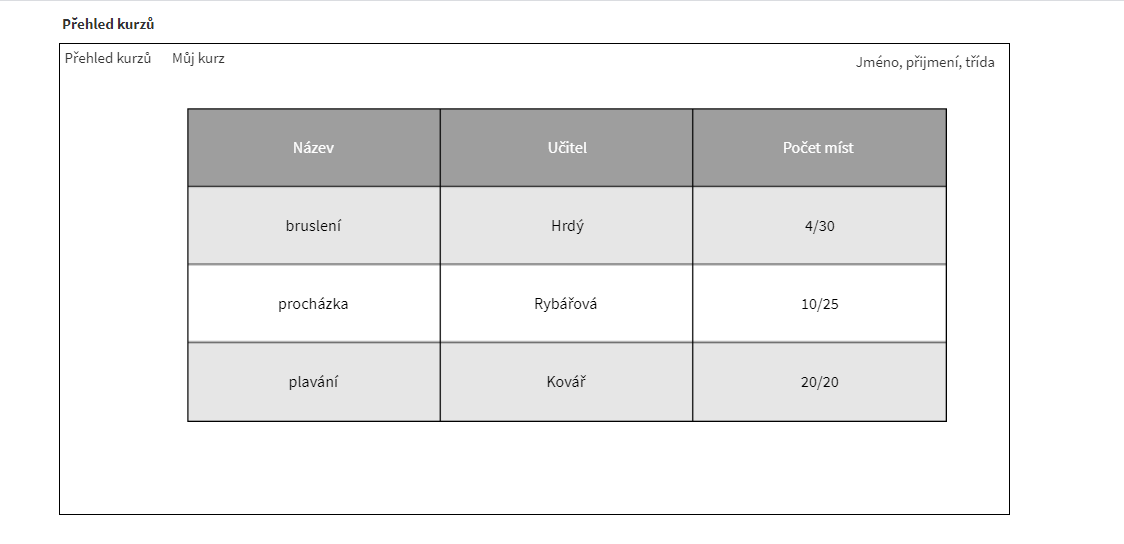 Přehled kurzů
Přehled kurzů Můj kurz Jméno, přijmení, třída
Název Učitel Počet míst
bruslení Hrdý 4/30
procházka Rybářová 10/25
plavání Kovář 20/20